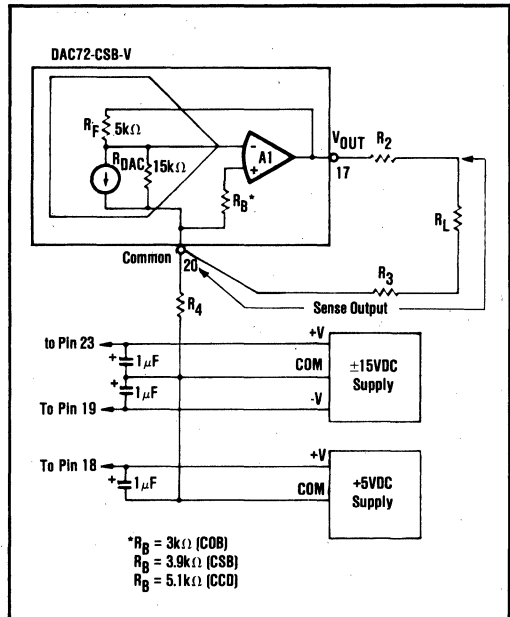 DAC72-CSB-V
R_F 5kΩ
R_DAC 15kΩ
-
A1
+
R_B*
V_OUT
17
R_2
R_L
Common
20
R_3
Sense Output
R_4
to Pin 23
+V
+ 1μF
COM
±15VDC
Supply
+ 1μF
To Pin 19
-V
To Pin 18
+V
+ 1μF
COM
+5VDC
Supply
*R_B = 3kΩ (COB)
R_B = 3.9kΩ (CSB)
R_B = 5.1kΩ (CCD)